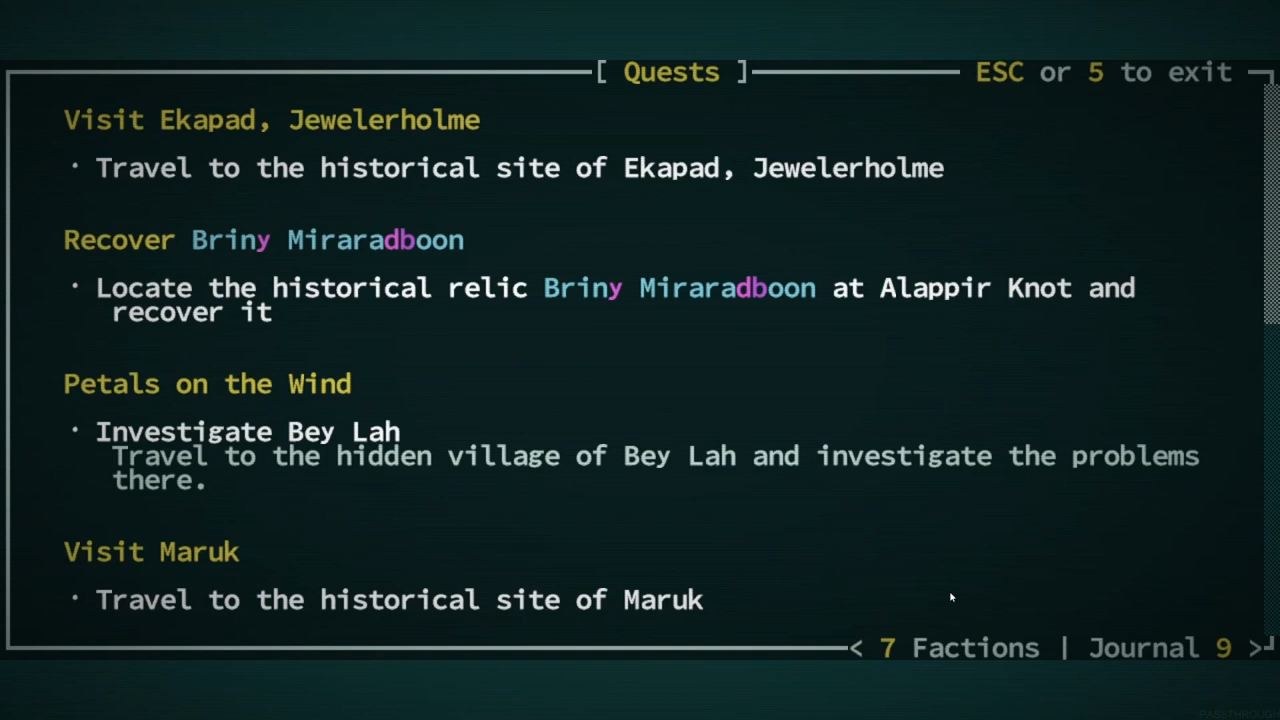 [ Quests ] ESC or 5 to exit
Visit Ekapad, Jewelerholme
· Travel to the historical site of Ekapad, Jewelerholme
Recover Briny Miraradboon
· Locate the historical relic Briny Miraradboon at Alappir Knot and
recover it
Petals on the Wind
· Investigate Bey Lah
Travel to the hidden village of Bey Lah and investigate the problems
there.
Visit Maruk
· Travel to the historical site of Maruk
< 7 Factions | Journal 9 >